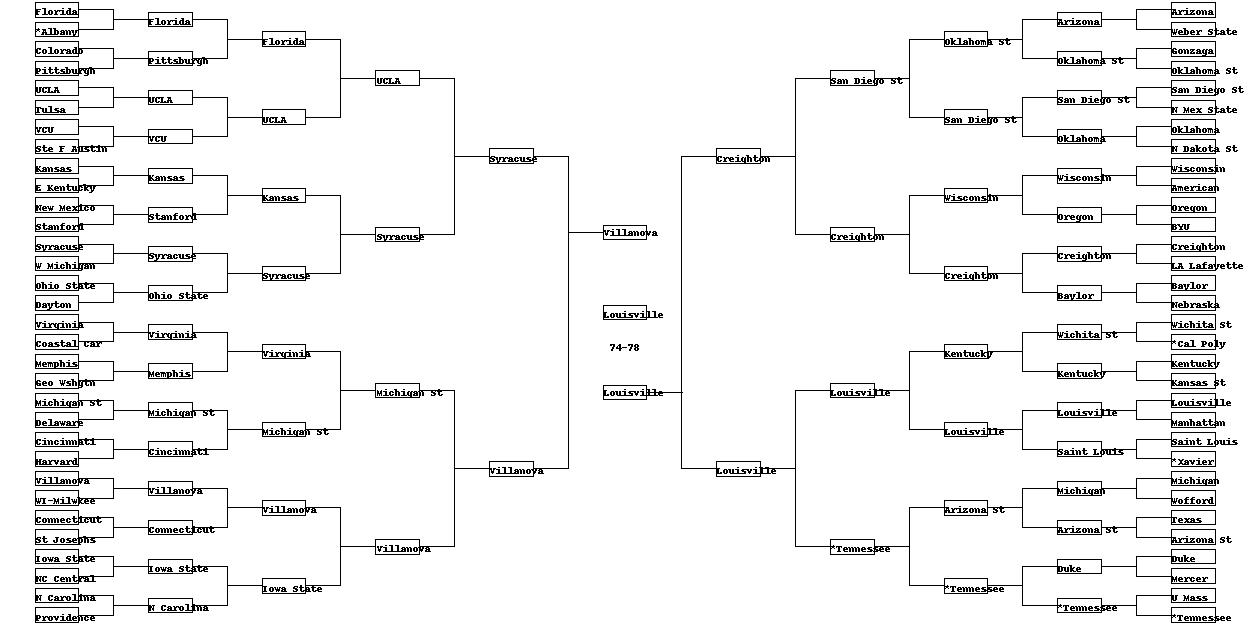 Florida
*Albany
Colorado
Pittsburgh
UCLA
Tulsa
VCU
Ste F Austin
Kansas
E Kentucky
New Mexico
Stanford
Syracuse
W Michigan
Ohio State
Dayton
Virginia
Coastal Car
Memphis
Geo Wshgtn
Michigan St
Delaware
Cincinnati
Harvard
Villanova
WI-Milwkee
Connecticut
St Josephs
Iowa State
NC Central
N Carolina
Providence
Florida
Pittsburgh
UCLA
VCU
Kansas
Stanford
Syracuse
Ohio State
Virginia
Memphis
Michigan St
Cincinnati
Villanova
Connecticut
Iowa State
N Carolina
Florida
UCLA
Kansas
Syracuse
Virginia
Michigan St
Villanova
Iowa State
UCLA
Syracuse
Michigan St
Villanova
Syracuse
Villanova
Villanova
Louisville
74-78
Louisville
Creighton
Louisville
San Diego St
Creighton
Louisville
*Tennessee
Oklahoma St
San Diego St
Wisconsin
Creighton
Kentucky
Louisville
Arizona St
*Tennessee
Arizona
Oklahoma St
San Diego St
Oklahoma
Wisconsin
Oregon
Creighton
Baylor
Wichita St
Kentucky
Louisville
Saint Louis
Michigan
Arizona St
Duke
*Tennessee
Arizona
Weber State
Gonzaga
Oklahoma St
San Diego St
N Mex State
Oklahoma
N Dakota St
Wisconsin
American
Oregon
BYU
Creighton
LA Lafayette
Baylor
Nebraska
Wichita St
*Cal Poly
Kentucky
Kansas St
Louisville
Manhattan
Saint Louis
*Xavier
Michigan
Wofford
Texas
Arizona St
Duke
Mercer
U Mass
*Tennessee